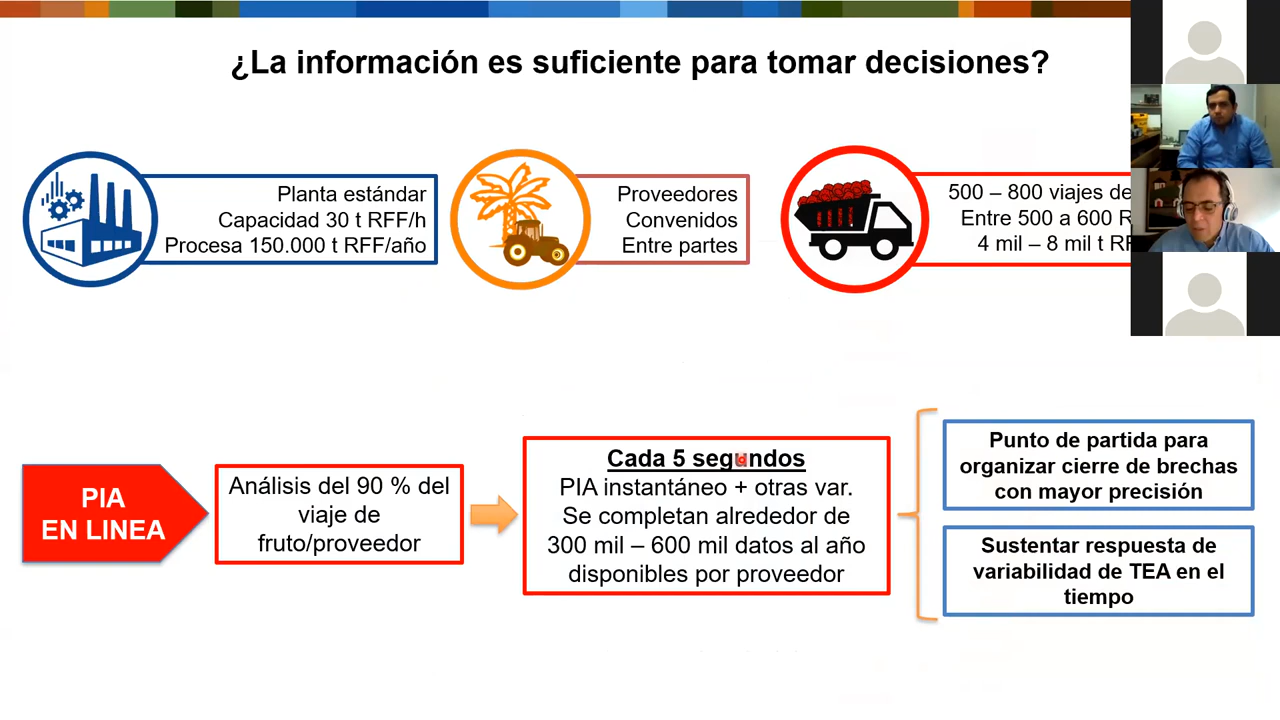 ¿La información es suficiente para tomar decisiones?
Planta estándar
Capacidad 30 t RFF/h
Procesa 150.000 t RFF/año
Proveedores
Convenidos
Entre partes
500 – 800 viajes de
Entre 500 a 600
4 mil – 8 mil t
PIA
EN LINEA
Análisis del 90 % del
viaje de
fruto/proveedor
Cada 5 segundos
PIA instantáneo + otras var.
Se completan alrededor de
300 mil – 600 mil datos al año
disponibles por proveedor
Punto de partida para
organizar cierre de brechas
con mayor precisión
Sustentar respuesta de
variabilidad de TEA en el
tiempo